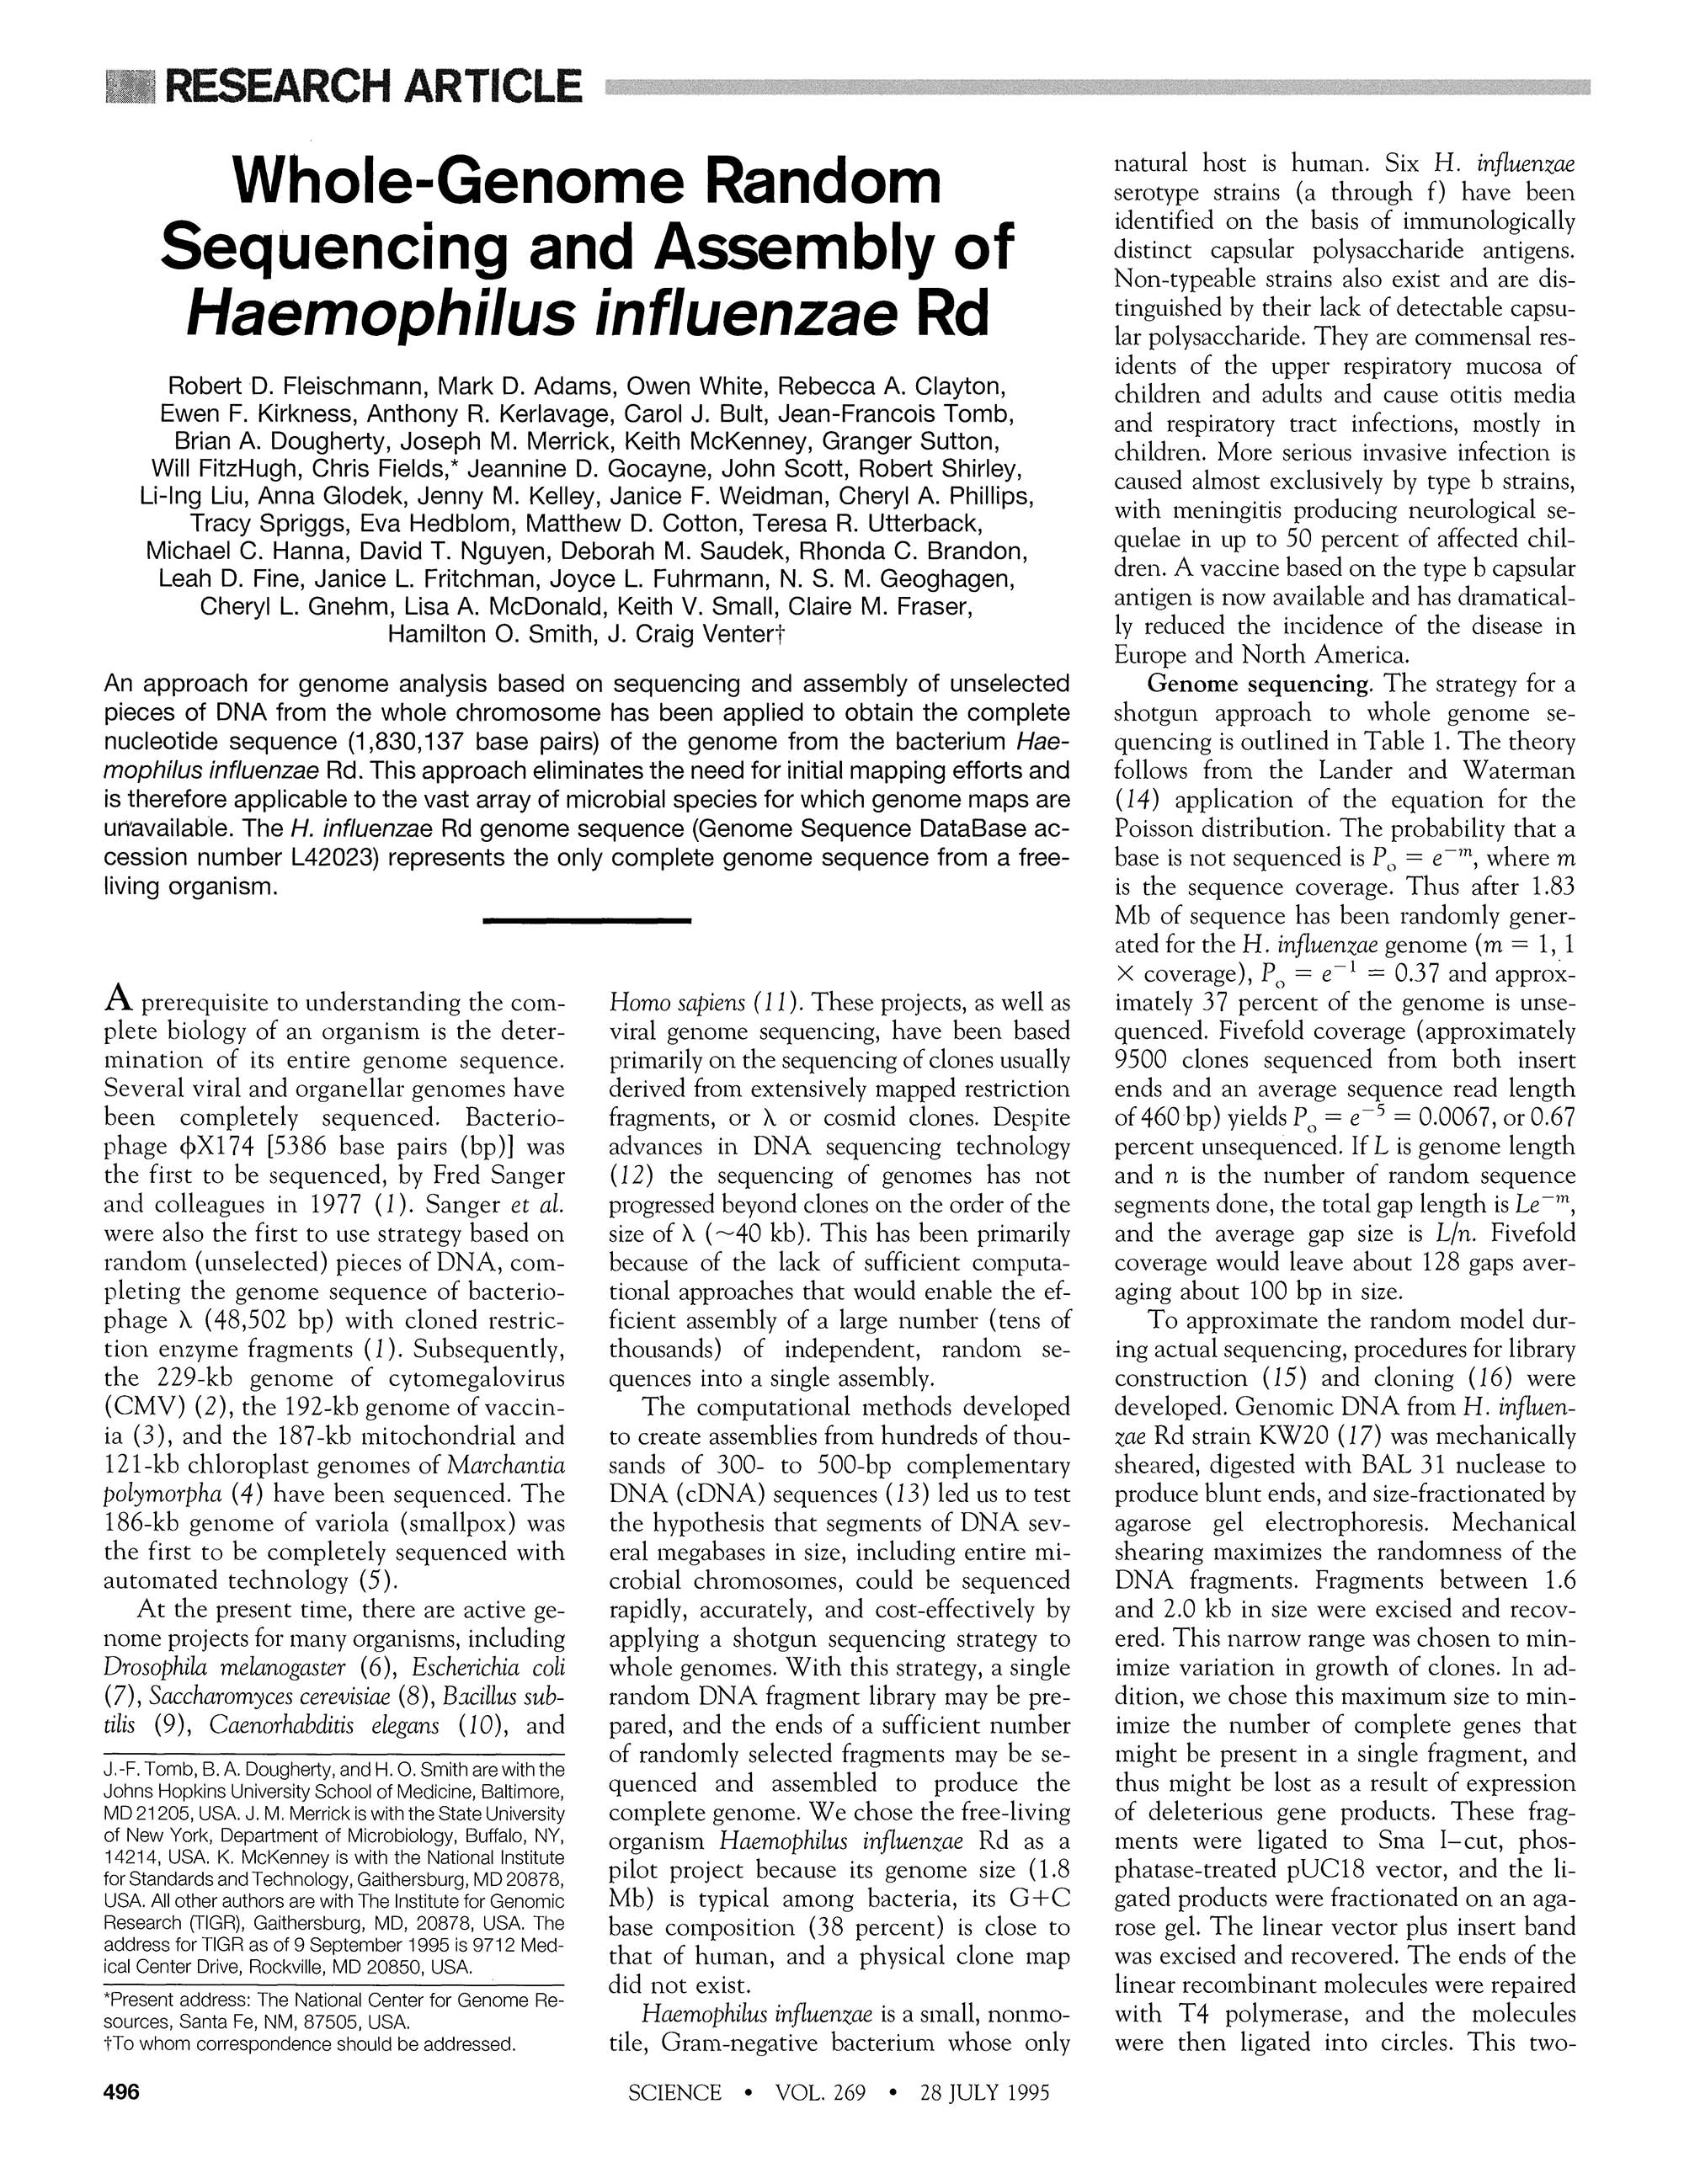 RESEARCH ARTICLE
Whole-Genome Random
Sequencing and Assembly of
Haemophilus influenzae Rd
Robert D. Fleischmann, Mark D. Adams, Owen White, Rebecca A. Clayton,
Ewen F. Kirkness, Anthony R. Kerlavage, Carol J. Bult, Jean-Francois Tomb,
Brian A. Dougherty, Joseph M. Merrick, Keith McKenney, Granger Sutton,
Will FitzHugh, Chris Fields,* Jeannine D. Gocayne, John Scott, Robert Shirley,
Li-Ing Liu, Anna Glodek, Jenny M. Kelley, Janice F. Weidman, Cheryl A. Phillips,
Tracy Spriggs, Eva Hedblom, Matthew D. Cotton, Teresa R. Utterback,
Michael C. Hanna, David T. Nguyen, Deborah M. Saudek, Rhonda C. Brandon,
Leah D. Fine, Janice L. Fritchman, Joyce L. Fuhrmann, N. S. M. Geoghagen,
Cheryl L. Gnehm, Lisa A. McDonald, Keith V. Small, Claire M. Fraser,
Hamilton O. Smith, J. Craig Venter†
An approach for genome analysis based on sequencing and assembly of unselected
pieces of DNA from the whole chromosome has been applied to obtain the complete
nucleotide sequence (1,830,137 base pairs) of the genome from the bacterium Hae-
mophilus influenzae Rd. This approach eliminates the need for initial mapping efforts and
is therefore applicable to the vast array of microbial species for which genome maps are
unavailable. The H. influenzae Rd genome sequence (Genome Sequence DataBase ac-
cession number L42023) represents the only complete genome sequence from a free-
living organism.
A prerequisite to understanding the com-
plete biology of an organism is the deter-
mination of its entire genome sequence.
Several viral and organellar genomes have
been completely sequenced. Bacterio-
phage ϕX174 [5386 base pairs (bp)] was
the first to be sequenced, by Fred Sanger
and colleagues in 1977 (1). Sanger et al.
were also the first to use strategy based on
random (unselected) pieces of DNA, com-
pleting the genome sequence of bacterio-
phage λ (48,502 bp) with cloned restric-
tion enzyme fragments (1). Subsequently,
the 229-kb genome of cytomegalovirus
(CMV) (2), the 192-kb genome of vaccin-
ia (3), and the 187-kb mitochondrial and
121-kb chloroplast genomes of Marchantia
polymorpha (4) have been sequenced. The
186-kb genome of variola (smallpox) was
the first to be completely sequenced with
automated technology (5).
At the present time, there are active ge-
nome projects for many organisms, including
Drosophila melanogaster (6), Escherichia coli
(7), Saccharomyces cerevisiae (8), Bacillus sub-
tilis (9), Caenorhabditis elegans (10), and
J.-F. Tomb, B. A. Dougherty, and H. O. Smith are with the
Johns Hopkins University School of Medicine, Baltimore,
MD 21205, USA. J. M. Merrick is with the State University
of New York, Department of Microbiology, Buffalo, NY,
14214, USA. K. McKenney is with the National Institute
for Standards and Technology, Gaithersburg, MD 20878,
USA. All other authors are with The Institute for Genomic
Research (TIGR), Gaithersburg, MD, 20878, USA. The
address for TIGR as of 9 September 1995 is 9712 Med-
ical Center Drive, Rockville, MD 20850, USA.
*Present address: The National Center for Genome Re-
sources, Santa Fe, NM, 87505, USA.
†To whom correspondence should be addressed.
Homo sapiens (11). These projects, as well as
viral genome sequencing, have been based
primarily on the sequencing of clones usually
derived from extensively mapped restriction
fragments, or λ or cosmid clones. Despite
advances in DNA sequencing technology
(12) the sequencing of genomes has not
progressed beyond clones on the order of the
size of λ (~40 kb). This has been primarily
because of the lack of sufficient computa-
tional approaches that would enable the ef-
ficient assembly of a large number (tens of
thousands) of independent, random se-
quences into a single assembly.
The computational methods developed
to create assemblies from hundreds of thou-
sands of 300- to 500-bp complementary
DNA (cDNA) sequences (13) led us to test
the hypothesis that segments of DNA sev-
eral megabases in size, including entire mi-
crobial chromosomes, could be sequenced
rapidly, accurately, and cost-effectively by
applying a shotgun sequencing strategy to
whole genomes. With this strategy, a single
random DNA fragment library may be pre-
pared, and the ends of a sufficient number
of randomly selected fragments may be se-
quenced and assembled to produce the
complete genome. We chose the free-living
organism Haemophilus influenzae Rd as a
pilot project because its genome size (1.8
Mb) is typical among bacteria, its G+C
base composition (38 percent) is close to
that of human, and a physical clone map
did not exist.
Haemophilus influenzae is a small, nonmo-
tile, Gram-negative bacterium whose only
natural host is human. Six H. influenzae
serotype strains (a through f) have been
identified on the basis of immunologically
distinct capsular polysaccharide antigens.
Non-typeable strains also exist and are dis-
tinguished by their lack of detectable capsu-
lar polysaccharide. They are commensal res-
idents of the upper respiratory mucosa of
children and adults and cause otitis media
and respiratory tract infections, mostly in
children. More serious invasive infection is
caused almost exclusively by type b strains,
with meningitis producing neurological se-
quelae in up to 50 percent of affected chil-
dren. A vaccine based on the type b capsular
antigen is now available and has dramatical-
ly reduced the incidence of the disease in
Europe and North America.
Genome sequencing. The strategy for a
shotgun approach to whole genome se-
quencing is outlined in Table 1. The theory
follows from the Lander and Waterman
(14) application of the equation for the
Poisson distribution. The probability that a
base is not sequenced is Pₒ = e⁻ᵐ, where m
is the sequence coverage. Thus after 1.83
Mb of sequence has been randomly gener-
ated for the H. influenzae genome (m = 1, 1
× coverage), Pₒ = e⁻¹ = 0.37 and approx-
imately 37 percent of the genome is unse-
quenced. Fivefold coverage (approximately
9500 clones sequenced from both insert
ends and an average sequence read length
of 460 bp) yields Pₒ = e⁻⁵ = 0.0067, or 0.67
percent unsequenced. If L is genome length
and n is the number of random sequence
segments done, the total gap length is Le⁻ᵐ,
and the average gap size is L/n. Fivefold
coverage would leave about 128 gaps aver-
aging about 100 bp in size.
To approximate the random model dur-
ing actual sequencing, procedures for library
construction (15) and cloning (16) were
developed. Genomic DNA from H. influen-
zae Rd strain KW20 (17) was mechanically
sheared, digested with BAL 31 nuclease to
produce blunt ends, and size-fractionated by
agarose gel electrophoresis. Mechanical
shearing maximizes the randomness of the
DNA fragments. Fragments between 1.6
and 2.0 kb in size were excised and recov-
ered. This narrow range was chosen to min-
imize variation in growth of clones. In ad-
dition, we chose this maximum size to min-
imize the number of complete genes that
might be present in a single fragment, and
thus might be lost as a result of expression
of deleterious gene products. These frag-
ments were ligated to Sma I–cut, phos-
phatase-treated pUC18 vector, and the li-
gated products were fractionated on an aga-
rose gel. The linear vector plus insert band
was excised and recovered. The ends of the
linear recombinant molecules were repaired
with T4 polymerase, and the molecules
were then ligated into circles. This two-
496
SCIENCE • VOL. 269 • 28 JULY 1995